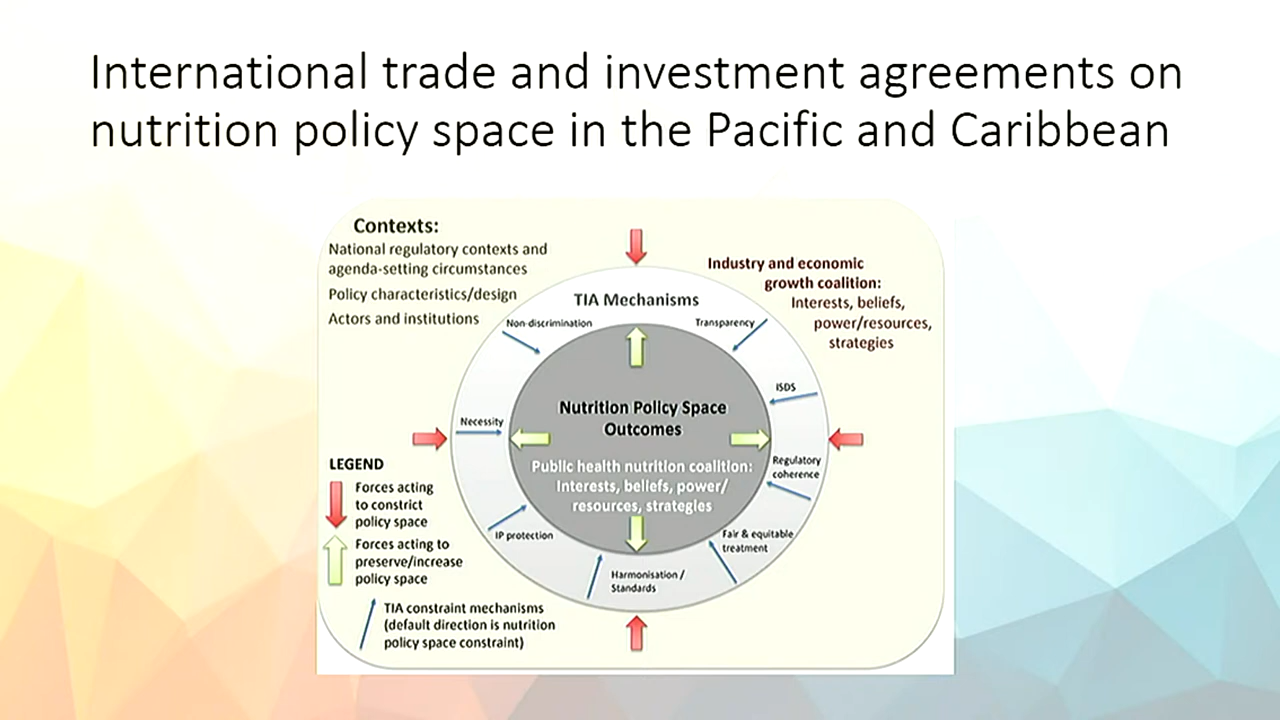 International trade and investment agreements on
nutrition policy space in the Pacific and Caribbean
Contexts:
National regulatory contexts and
agenda-setting circumstances
Policy characteristics/design
Actors and institutions
Industry and economic
growth coalition:
Interests, beliefs,
power/resources,
strategies
TIA Mechanisms
Non-discrimination
Transparency
ISDS
Necessity
Regulatory
coherence
IP protection
Fair & equitable
treatment
Harmonisation /
Standards
Nutrition Policy Space
Outcomes
Public health nutrition coalition:
Interests, beliefs, power/
resources, strategies
LEGEND
Forces acting
to constrict
policy space
Forces acting to
preserve/increase
policy space
TIA constraint mechanisms
(default direction is nutrition
policy space constraint)